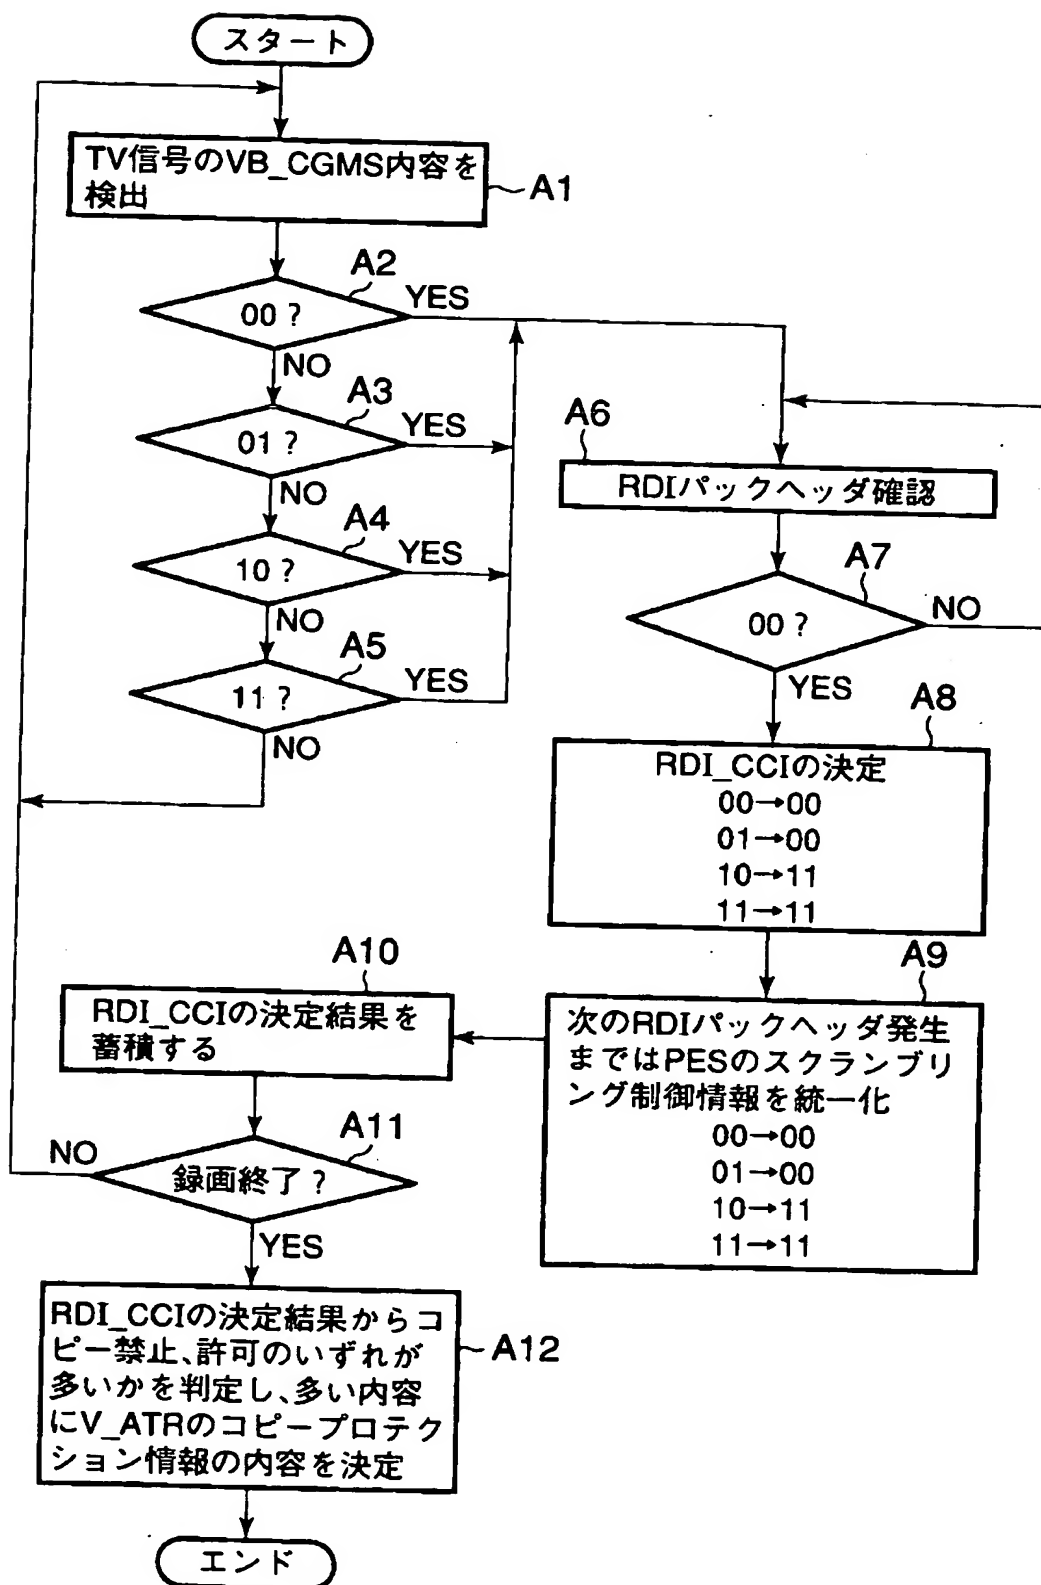 スタート
TV信号のVB_CGMS内容を
検出
A1
A2
00？
YES
NO
A3
01？
YES
NO
A4
10？
YES
NO
A5
11？
YES
NO
A6
RDIパックヘッダ確認
A7
00？
NO
YES
A8
RDI_CCIの決定
00→00
01→00
10→11
11→11
A9
次のRDIパックヘッダ発生
まではPESのスクランブリ
ング制御情報を統一化
00→00
01→00
10→11
11→11
A10
RDI_CCIの決定結果を
蓄積する
A11
録画終了？
NO
YES
RDI_CCIの決定結果からコ
ピー禁止、許可のいずれが
多いかを判定し、多い内容
にV_ATRのコピープロテク
ション情報の内容を決定
A12
エンド